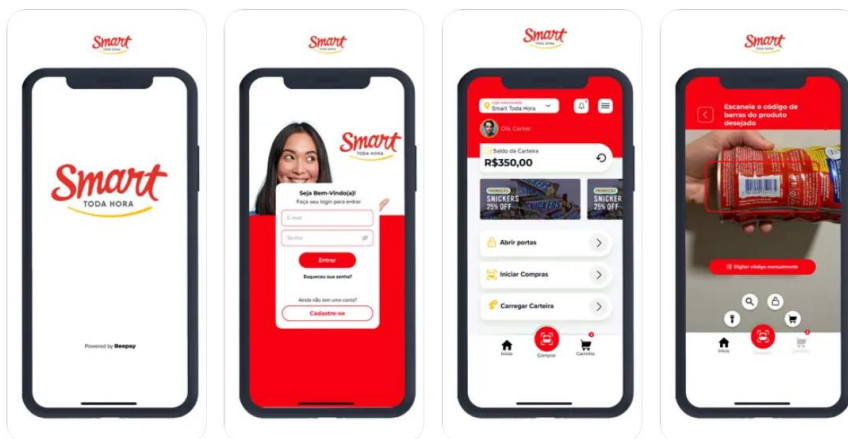 Smart
TODA HORA
Smart
TODA HORA
Powered by Beepay
Smart
TODA HORA
Smart
TODA HORA
Seja Bem-Vindo(a)!
Faça seu login para entrar
E-mail
Senha
Entrar
Esqueceu sua senha?
Ainda não tem uma conta?
Cadastre-se
Smart
TODA HORA
Smart Toda Hora
Olá, Carlos!
Saldo da Carteira
R$350,00
PROMOÇÃO
SNICKERS
25% OFF
PROMOÇÃO
SNICKERS
25% OFF
Abrir portas
Iniciar Compras
Carregar Carteira
Início
Comprar
Carrinho
Smart
TODA HORA
Escaneie o código de
barras do produto
desejado
Digitar código manualmente
Início
Comprar
Carrinho